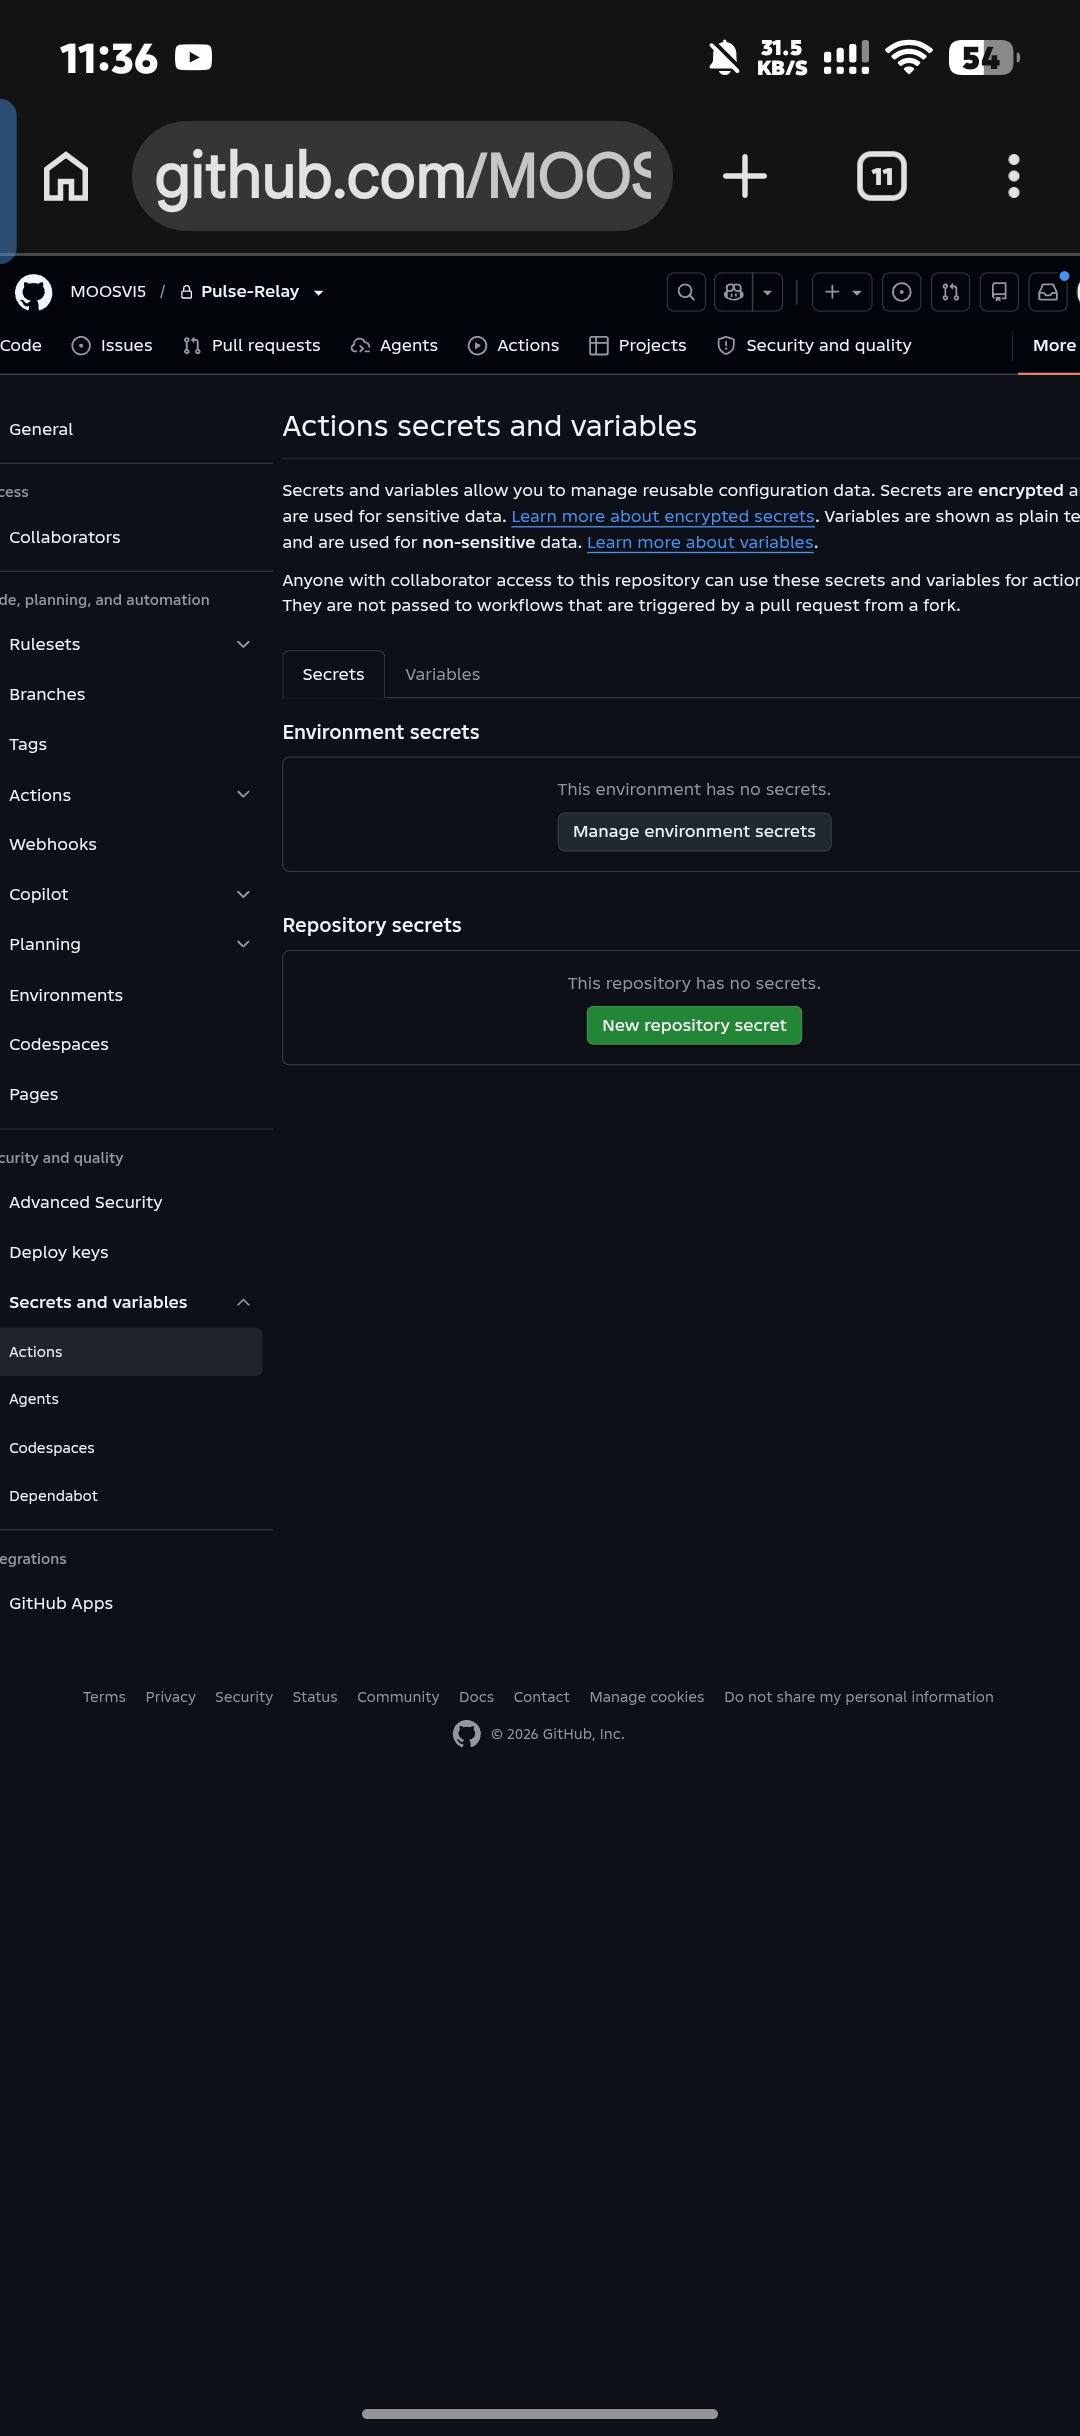 11:36
31.5
KB/S
54
github.com/MOOS
11
MOOSVI5 / Pulse-Relay
Code Issues Pull requests Agents Actions Projects Security and quality More
General
cess
Collaborators
de, planning, and automation
Rulesets
Branches
Tags
Actions
Webhooks
Copilot
Planning
Environments
Codespaces
Pages
curity and quality
Advanced Security
Deploy keys
Secrets and variables
Actions
Agents
Codespaces
Dependabot
egrations
GitHub Apps
Actions secrets and variables
Secrets and variables allow you to manage reusable configuration data. Secrets are encrypted a
are used for sensitive data. Learn more about encrypted secrets. Variables are shown as plain te
and are used for non-sensitive data. Learn more about variables.
Anyone with collaborator access to this repository can use these secrets and variables for action
They are not passed to workflows that are triggered by a pull request from a fork.
Secrets Variables
Environment secrets
This environment has no secrets.
Manage environment secrets
Repository secrets
This repository has no secrets.
New repository secret
Terms Privacy Security Status Community Docs Contact Manage cookies Do not share my personal information
© 2026 GitHub, Inc.